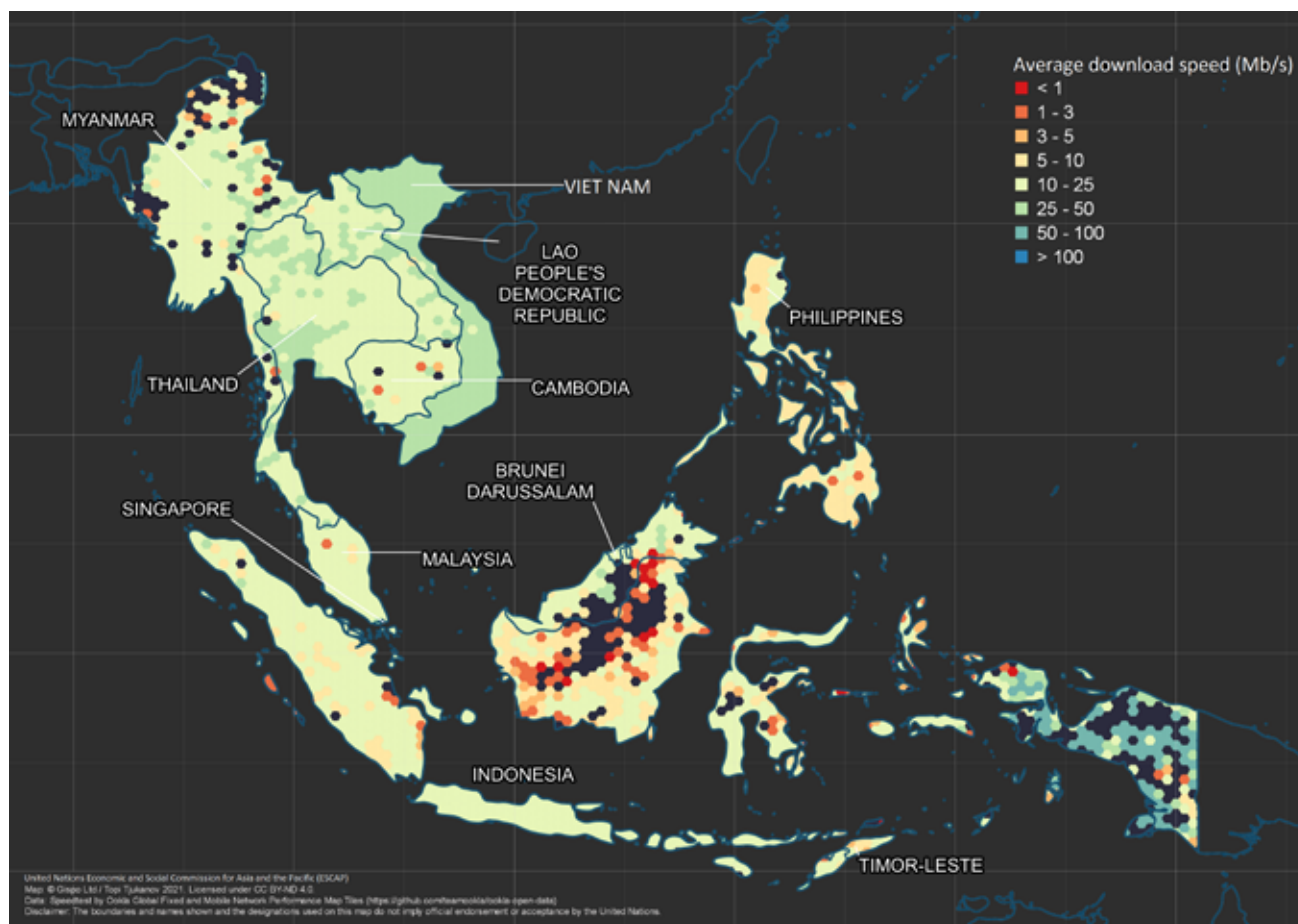 Average download speed (Mb/s)
< 1
1 - 3
3 - 5
5 - 10
10 - 25
25 - 50
50 - 100
> 100
MYANMAR
VIET NAM
LAO
PEOPLE'S
DEMOCRATIC
REPUBLIC
PHILIPPINES
THAILAND
CAMBODIA
BRUNEI
DARUSSALAM
SINGAPORE
MALAYSIA
INDONESIA
TIMOR-LESTE
United Nations Economic and Social Commission for Asia and the Pacific (ESCAP)
Map: © Gispo Ltd / Topi Tjukanov 2021. Licensed under CC BY-ND 4.0.
Data: Speedtest by Ookla Global Fixed and Mobile Network Performance Map Tiles (https://github.com/teamookla/ookla-open-data)
Disclaimer: The boundaries and names shown and the designations used on this map do not imply official endorsement or acceptance by the United Nations.